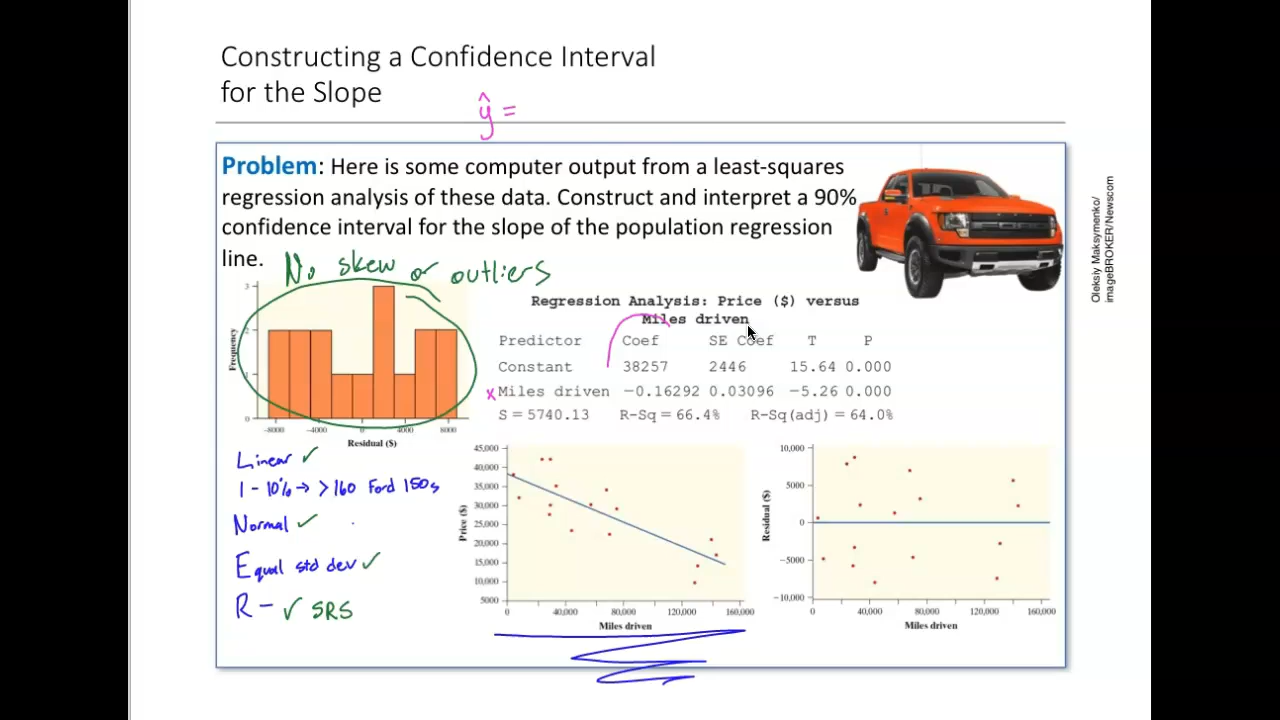 Constructing a Confidence Interval
for the Slope
ŷ =
Problem: Here is some computer output from a least-squares
regression analysis of these data. Construct and interpret a 90%
confidence interval for the slope of the population regression
line.
No skew or outliers
Oleksiy Maksymenko/
imageBROKER/Newscom
3
2
1
0
Frequency
-8000 -4000 0 4000 8000
Residual ($)
Regression Analysis: Price ($) versus
Miles driven
Predictor Coef SE Coef T P
Constant 38257 2446 15.64 0.000
x Miles driven −0.16292 0.03096 −5.26 0.000
S = 5740.13 R-Sq = 66.4% R-Sq(adj) = 64.0%
Linear ✓
1 - 10% → > 160 Ford 150s
Normal ✓
Equal std dev ✓
R - ✓ SRS
45,000
40,000
35,000
30,000
25,000
20,000
15,000
10,000
5000
Price ($)
0 40,000 80,000 120,000 160,000
Miles driven
10,000
5000
0
−5000
−10,000
Residual ($)
0 40,000 80,000 120,000 160,000
Miles driven